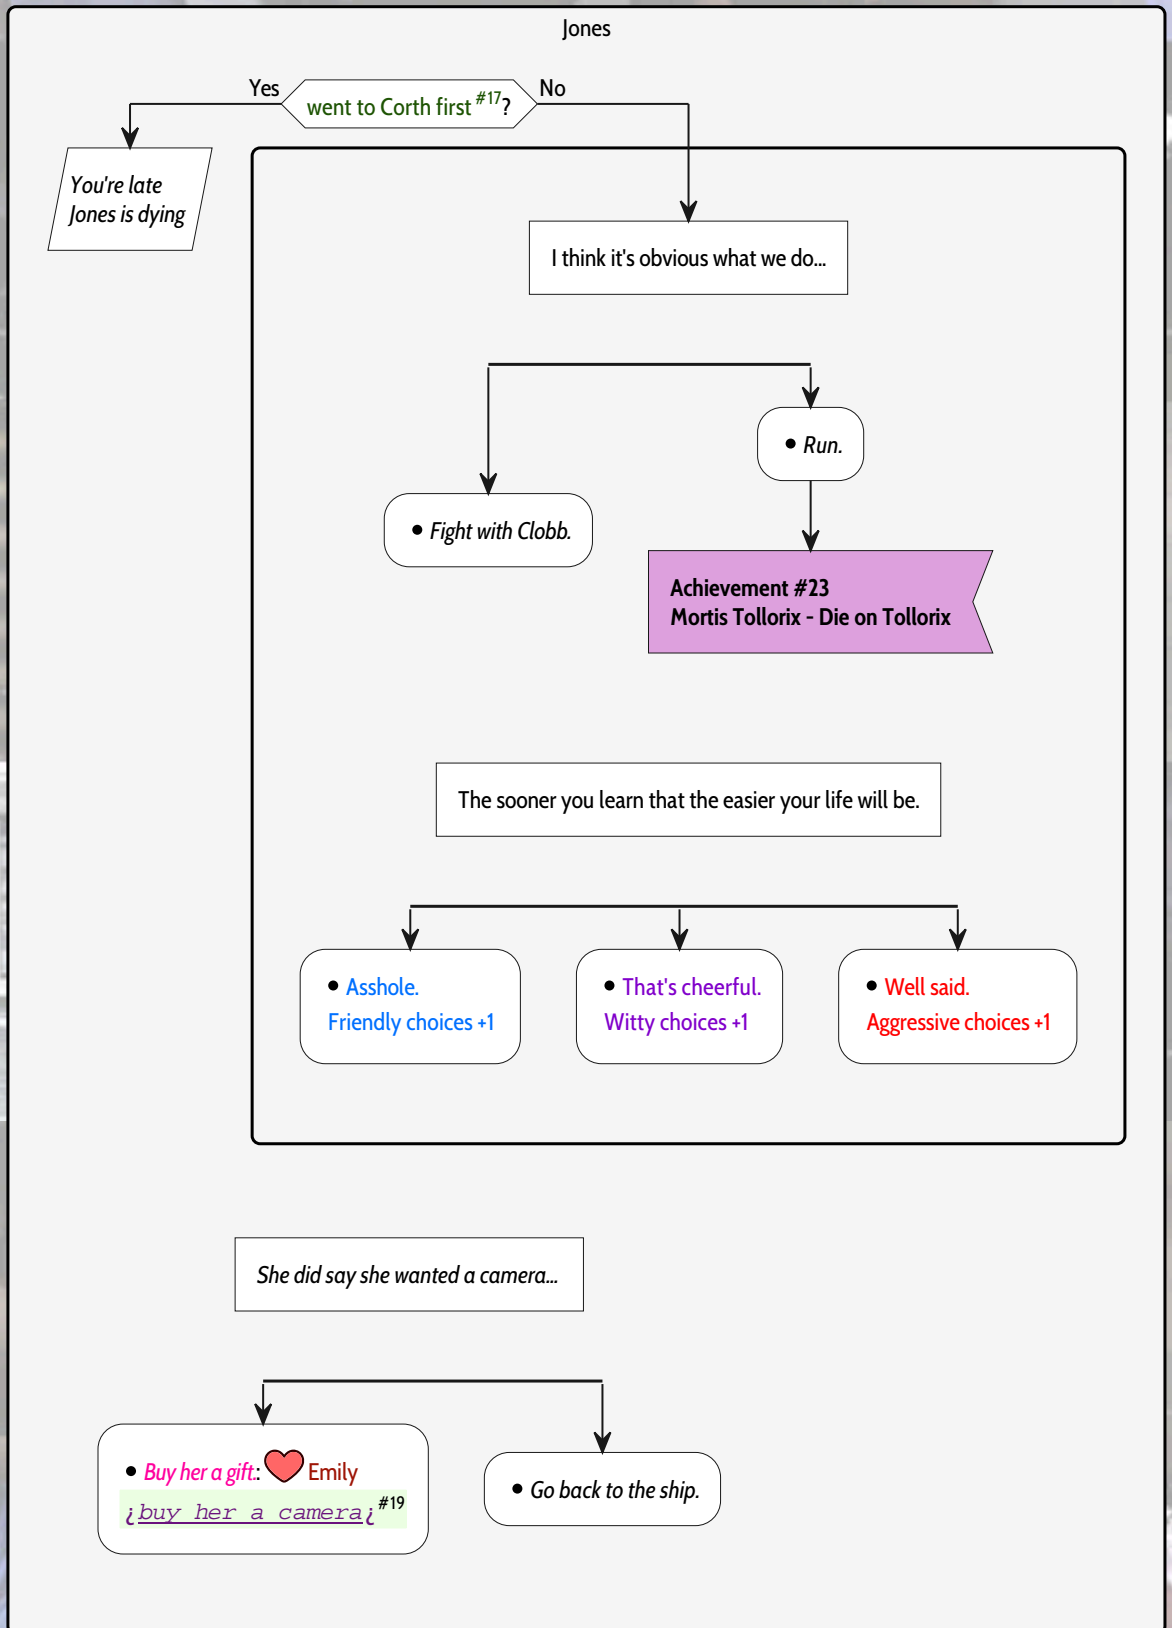 Jones
Yes
went to Corth first #17?
No
You're late
Jones is dying
I think it's obvious what we do...
• Run.
• Fight with Clobb.
Achievement #23
Mortis Tollorix - Die on Tollorix
The sooner you learn that the easier your life will be.
• Asshole.
Friendly choices +1
• That's cheerful.
Witty choices +1
• Well said.
Aggressive choices +1
She did say she wanted a camera...
• Buy her a gift.: Emily
¿buy her a camera¿#19
• Go back to the ship.